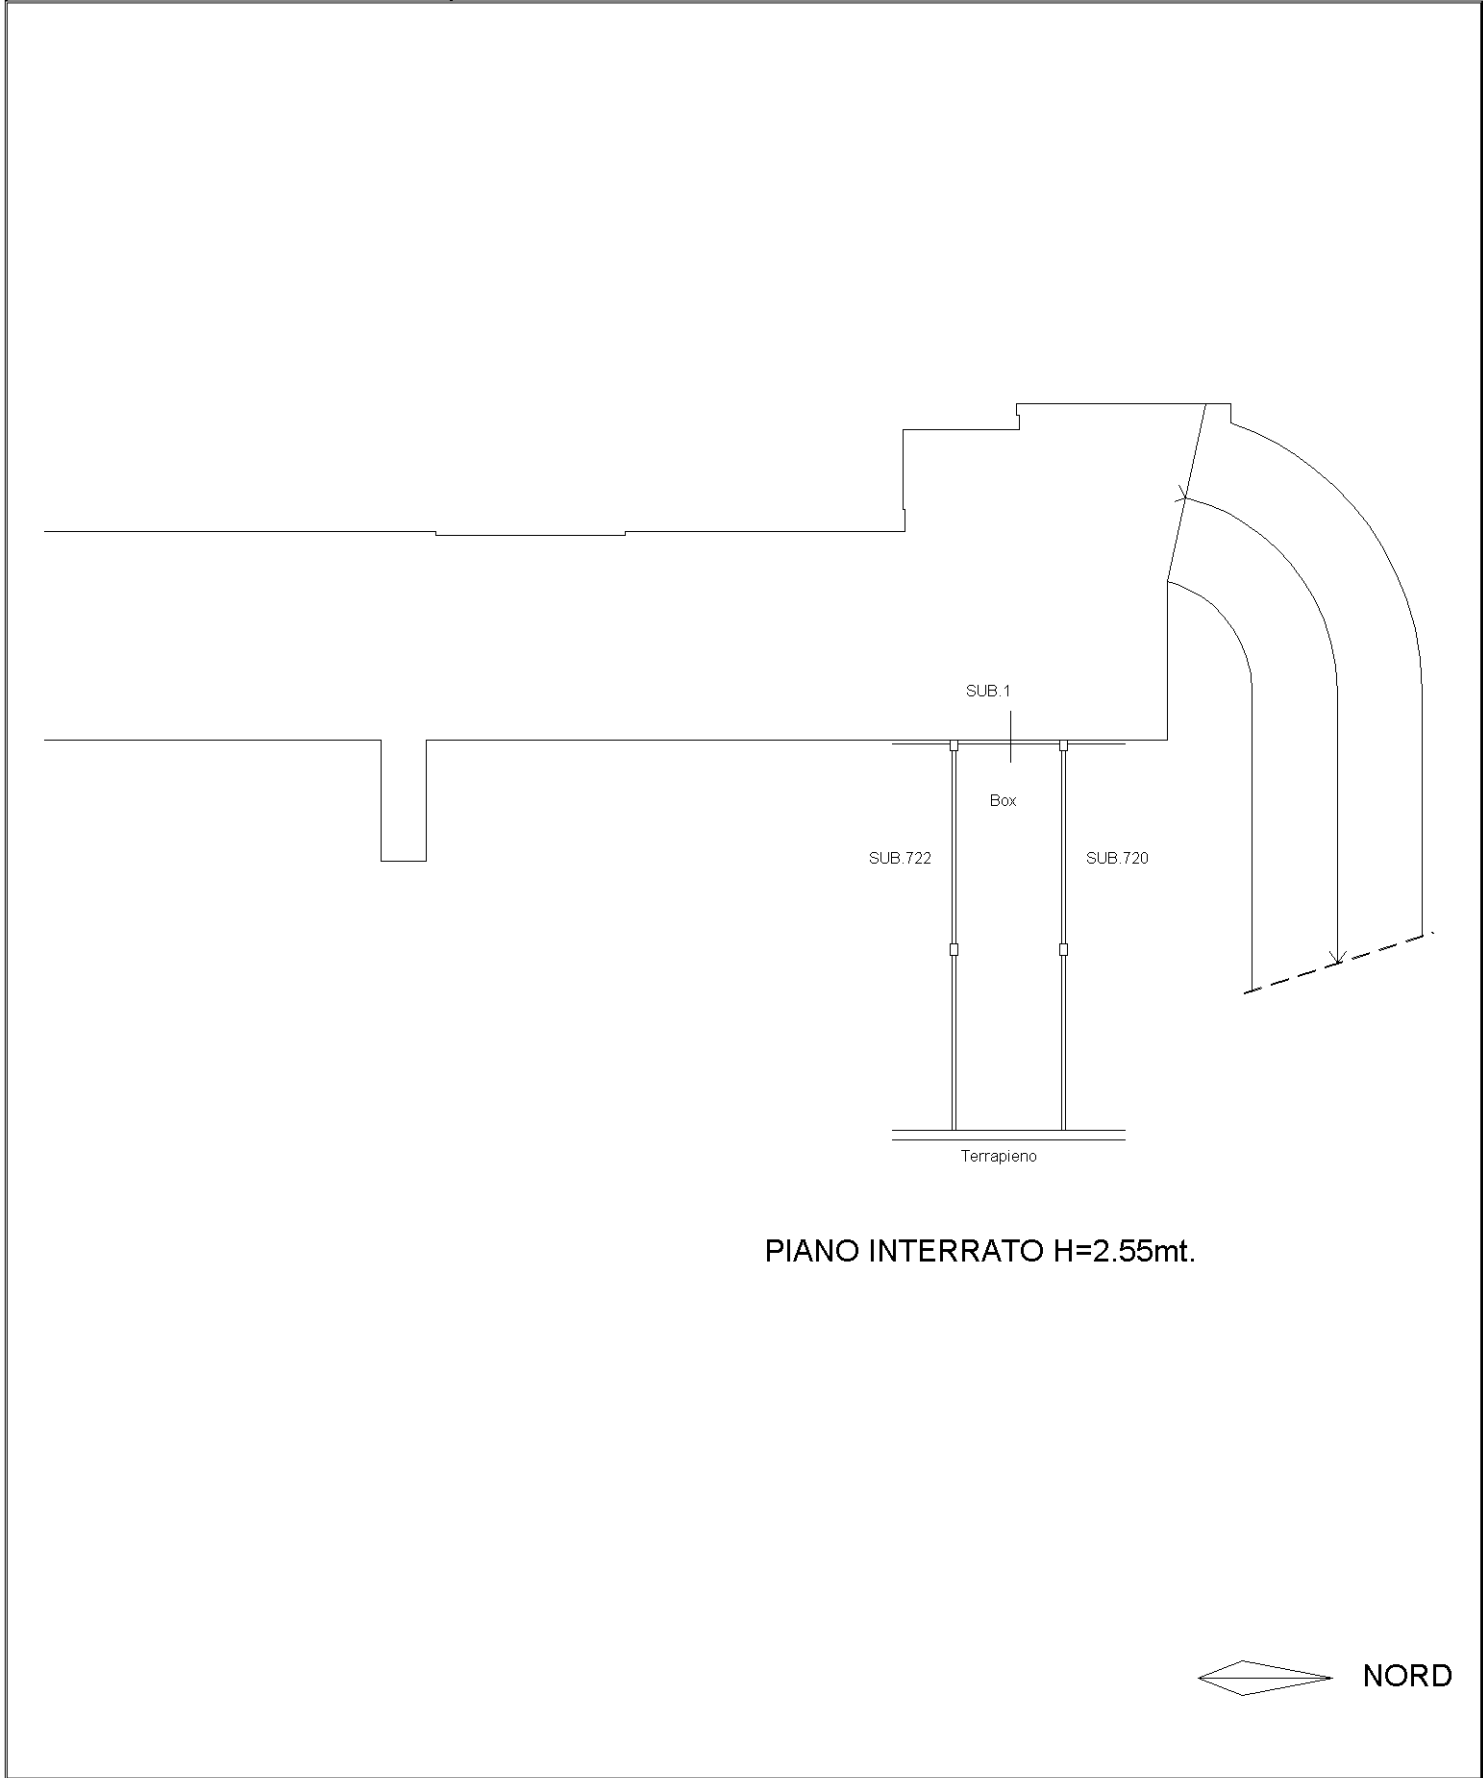 SUB.1
Box
SUB.722
SUB.720
Terrapieno
PIANO INTERRATO H=2.55mt.
NORD